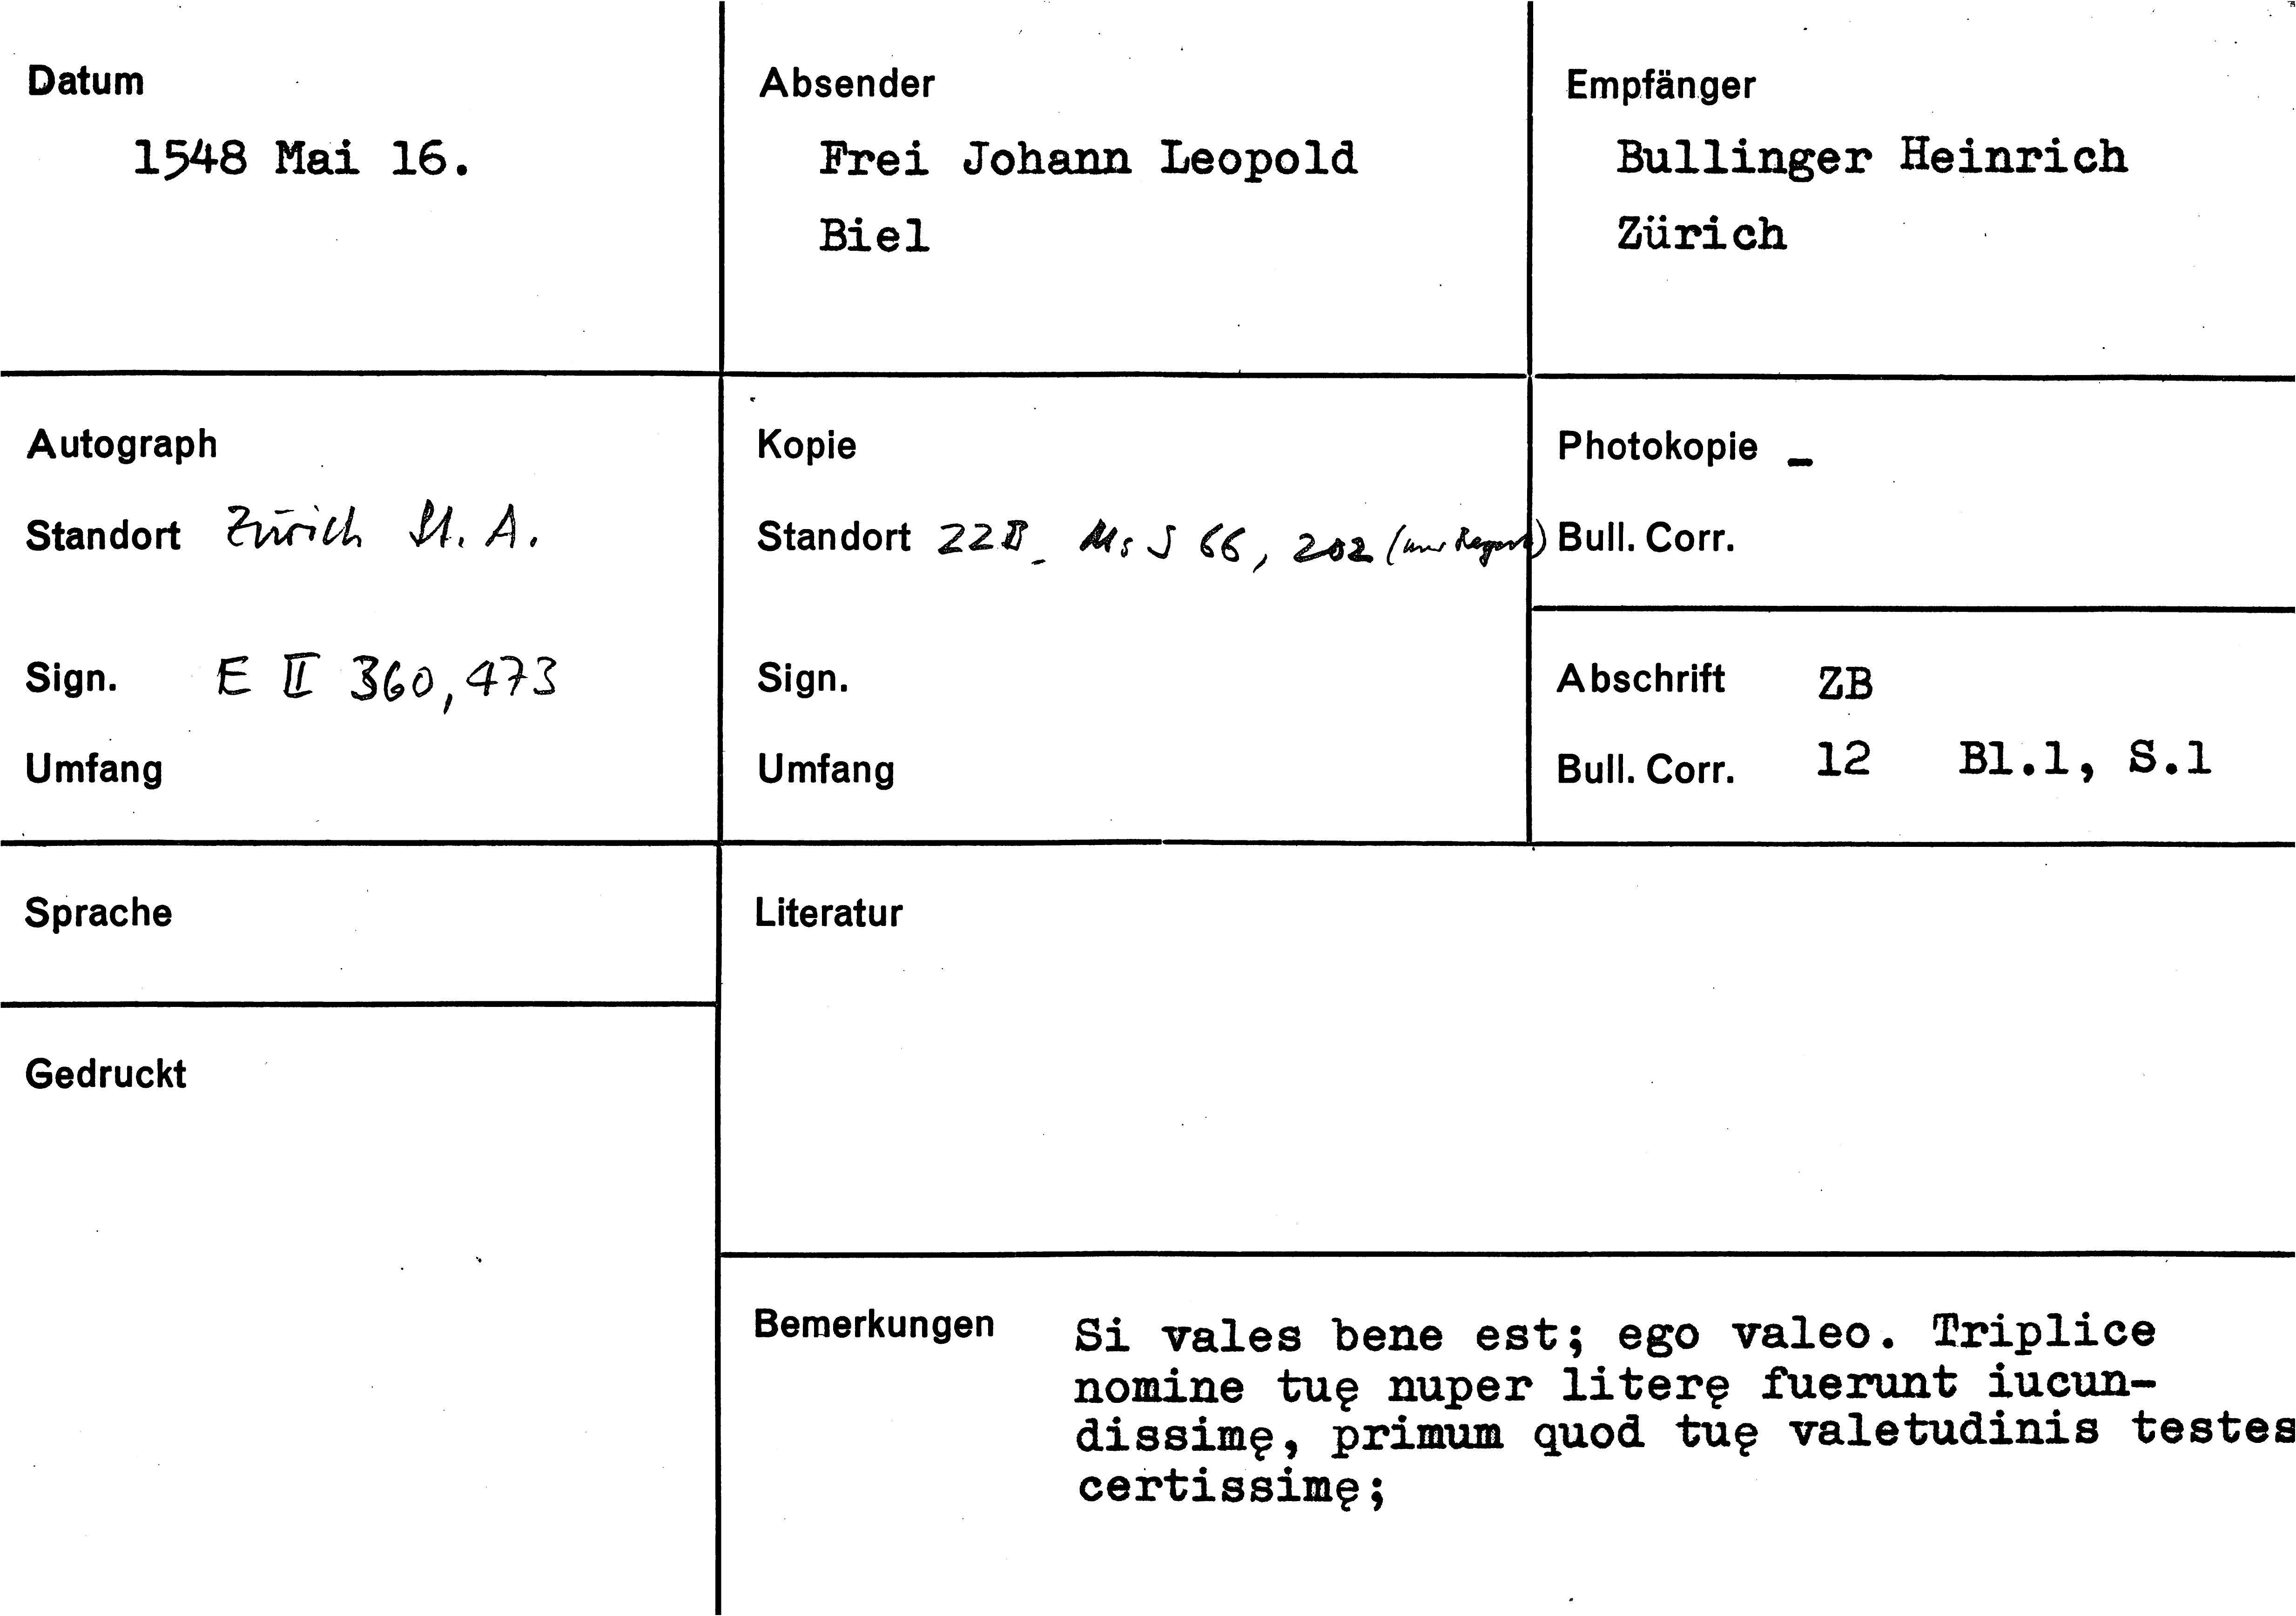 Datum
1548 Mai 16.
Absender
Frei Johann Leopold
Biel
Empfänger
Bullinger Heinrich
Zürich
Autograph
Standort Zürich St. A.
Sign. E II 360, 473
Umfang
Kopie
Standort ZZB Ms S 66, 202 (nur Regest)
Sign.
Umfang
Photokopie -
Bull. Corr.
Abschrift ZB
Bull. Corr. 12 Bl.1, S.1
Sprache
Gedruckt
Literatur
Bemerkungen Si vales bene est; ego valeo. Triplice
nomine tuę nuper literę fuerunt iucun-
dissimę, primum quod tuę valetudinis testes
certissimę;